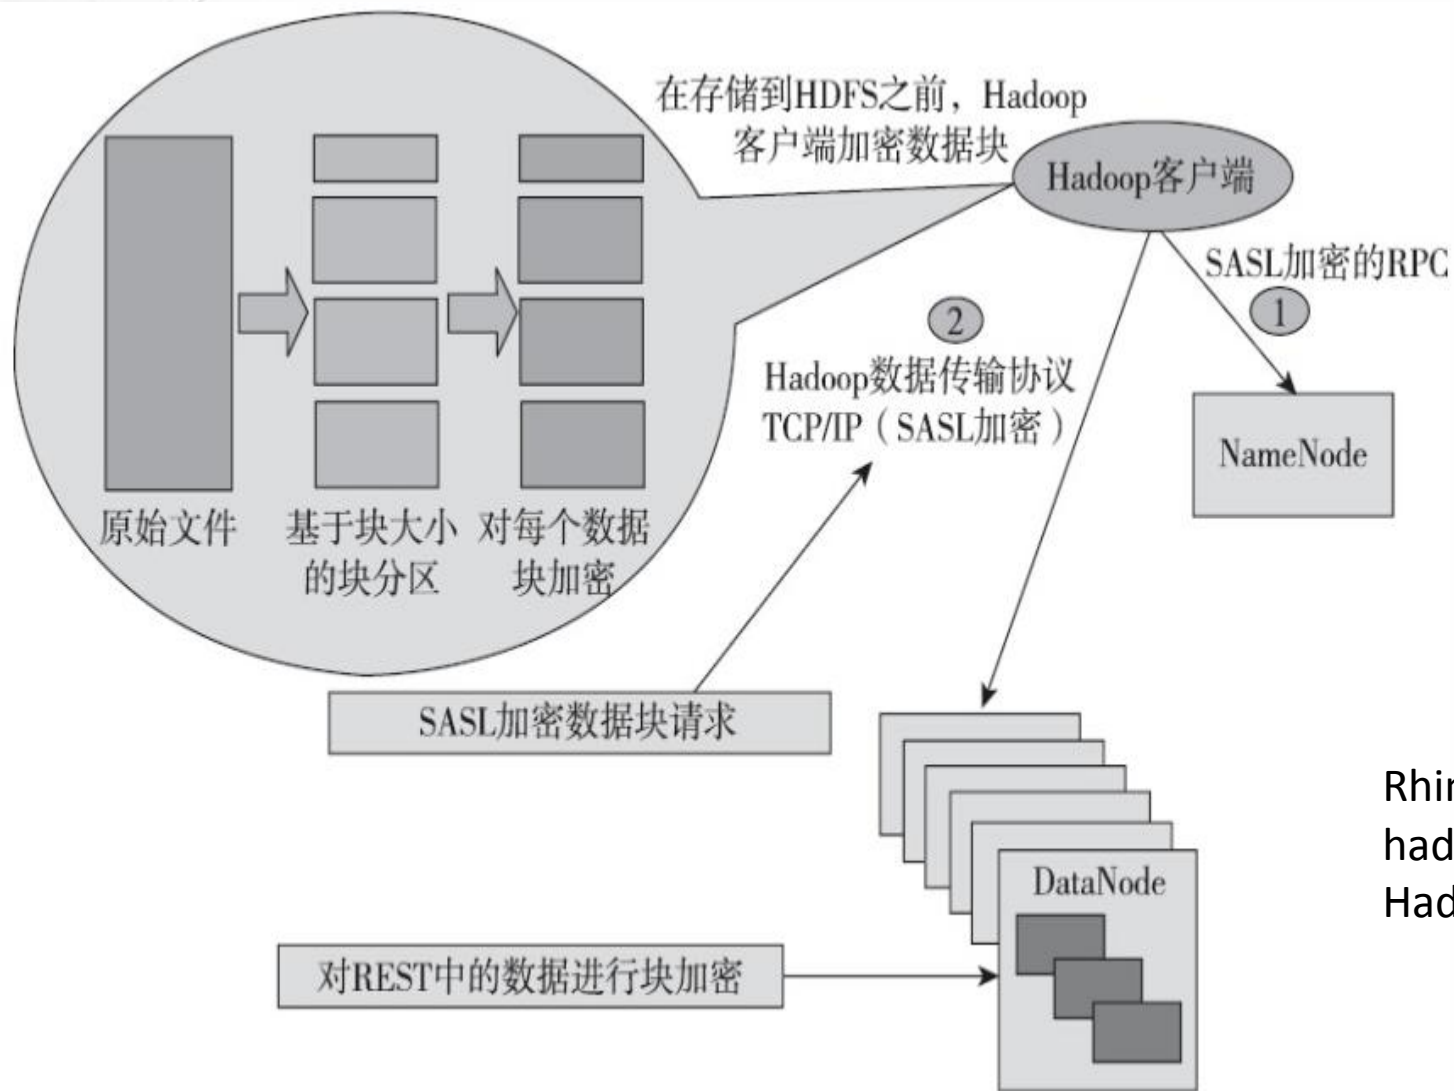 在存储到HDFS之前，Hadoop
客户端加密数据块
Hadoop客户端
SASL加密的RPC
1
2
Hadoop数据传输协议
TCP/IP（SASL加密）
NameNode
原始文件
基于块大小
的块分区
对每个数据
块加密
SASL加密数据块请求
DataNode
对REST中的数据进行块加密